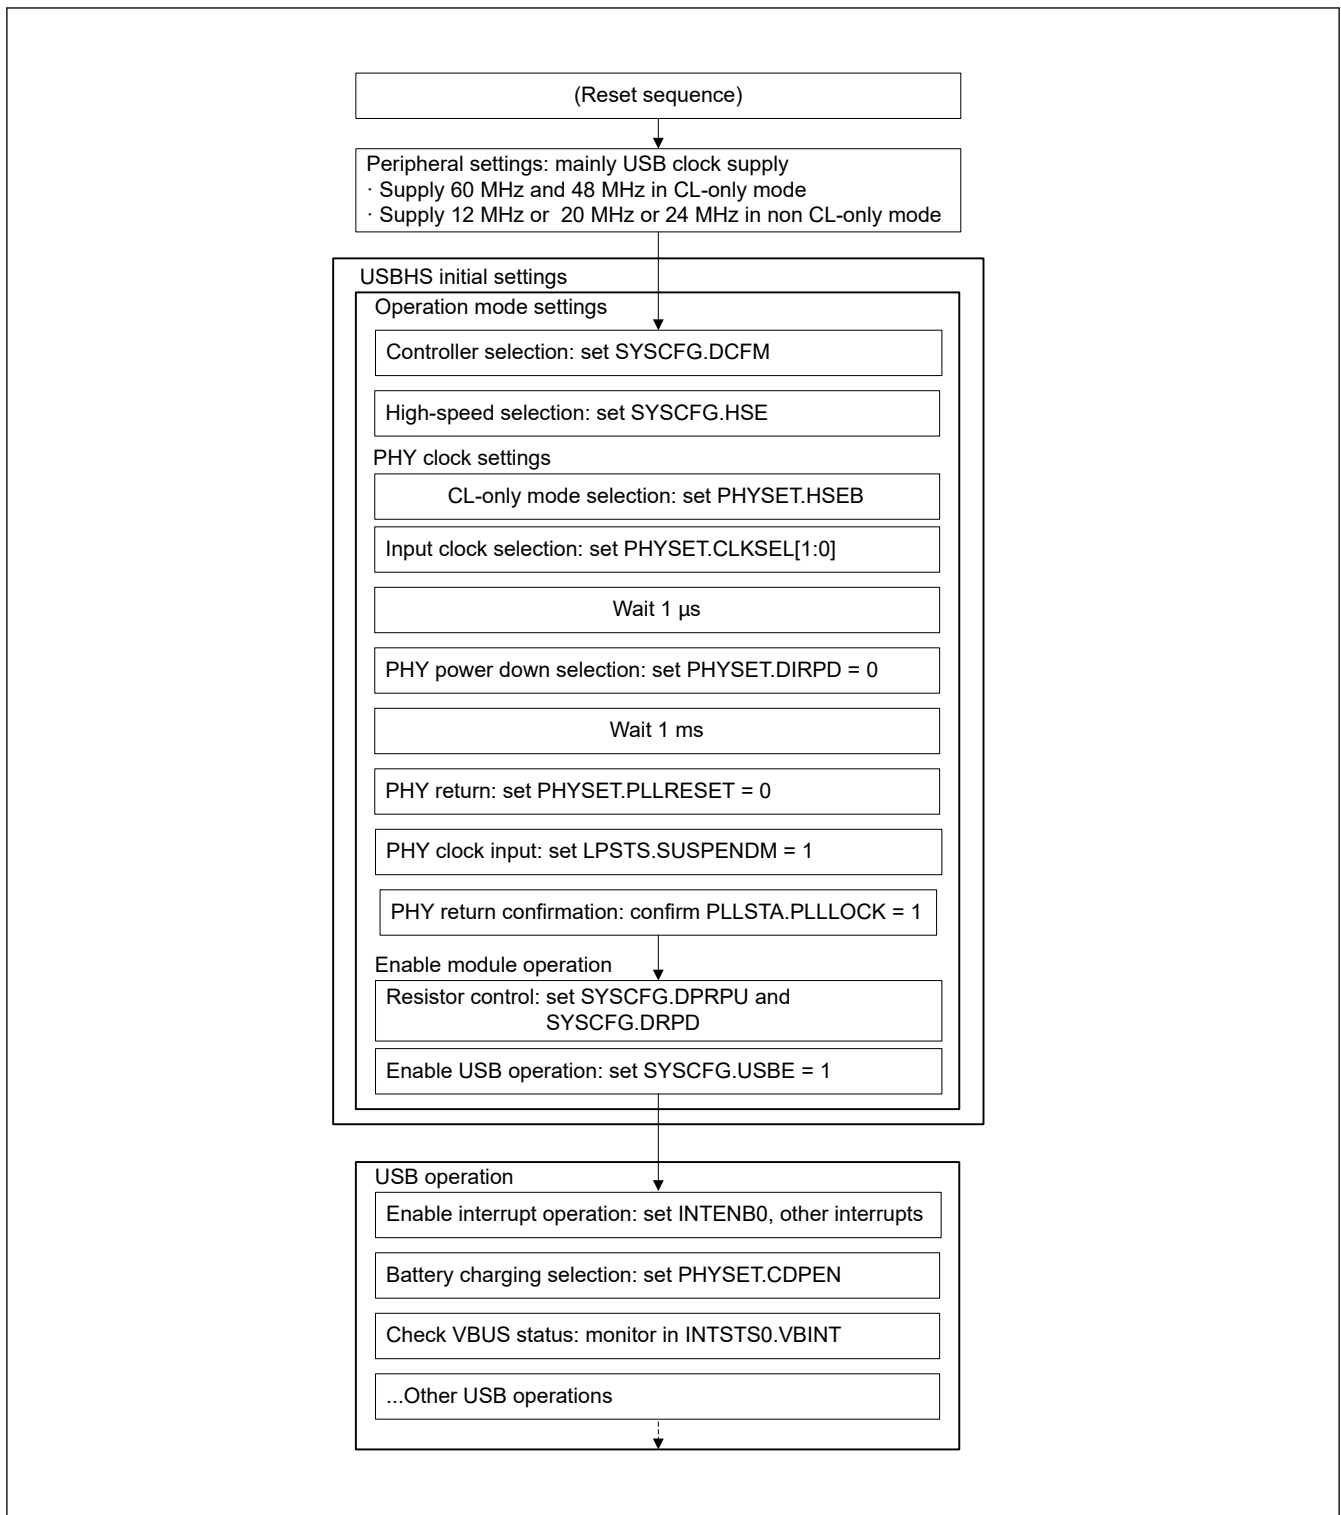 (Reset sequence)
Peripheral settings: mainly USB clock supply
· Supply 60 MHz and 48 MHz in CL-only mode
· Supply 12 MHz or  20 MHz or 24 MHz in non CL-only mode
USBHS initial settings
Operation mode settings
Controller selection: set SYSCFG.DCFM
High-speed selection: set SYSCFG.HSE
PHY clock settings
CL-only mode selection: set PHYSET.HSEB
Input clock selection: set PHYSET.CLKSEL[1:0]
Wait 1 µs
PHY power down selection: set PHYSET.DIRPD = 0
Wait 1 ms
PHY return: set PHYSET.PLLRESET = 0
PHY clock input: set LPSTS.SUSPENDM = 1
PHY return confirmation: confirm PLLSTA.PLLLOCK = 1
Enable module operation
Resistor control: set SYSCFG.DPRPU and
SYSCFG.DRPD
Enable USB operation: set SYSCFG.USBE = 1
USB operation
Enable interrupt operation: set INTENB0, other interrupts
Battery charging selection: set PHYSET.CDPEN
Check VBUS status: monitor in INTSTS0.VBINT
...Other USB operations